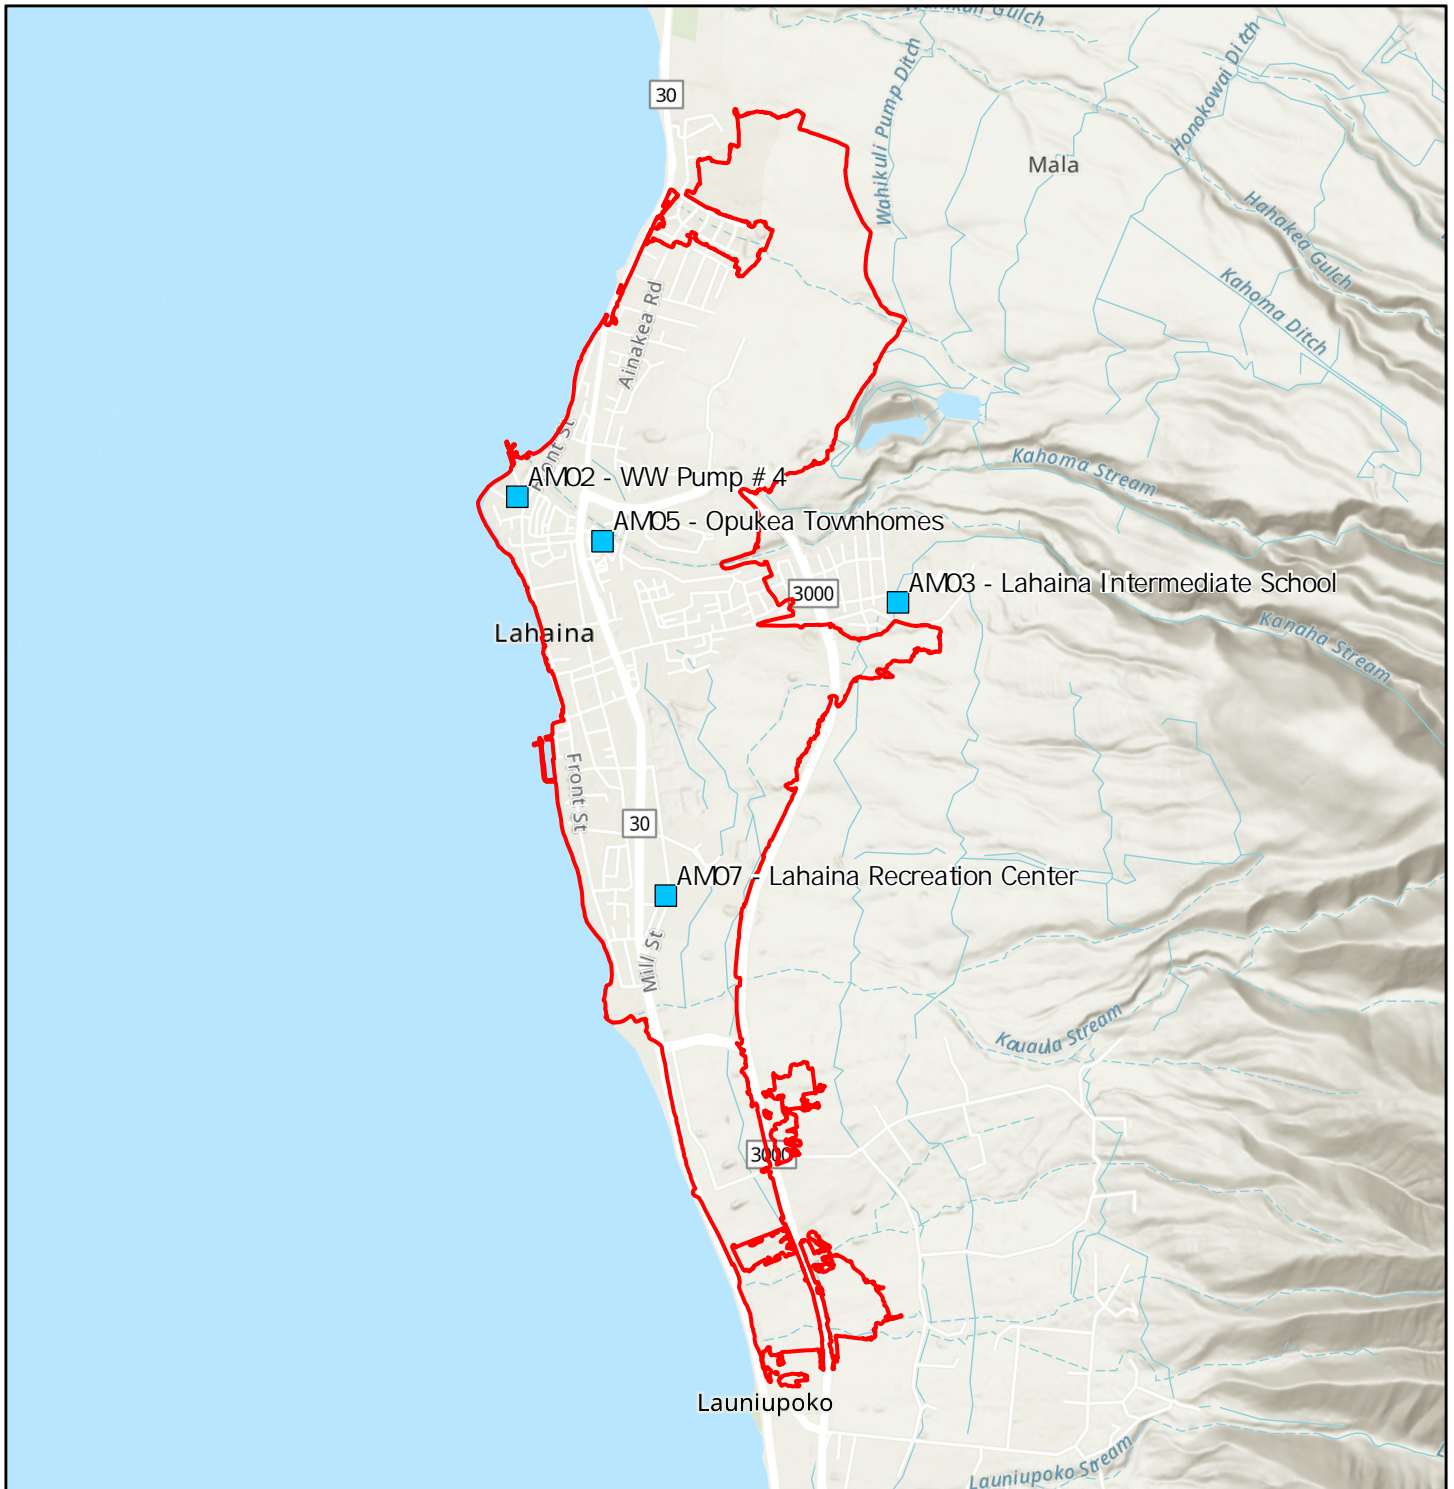 Wahikuli Gulch
30
Wahikuli Pump Ditch
Honokowai Ditch
Mala
Hahakea Gulch
Kahoma Ditch
Ainakea Rd
Front St
Kahoma Stream
AM02 - WW Pump #4
AM05 - Opukea Townhomes
3000
AM03 - Lahaina Intermediate School
Kanaha Stream
Lahaina
Front St
30
AM07 - Lahaina Recreation Center
Mill St
Kauaula Stream
3000
Launiupoko
Launiupoko Stream